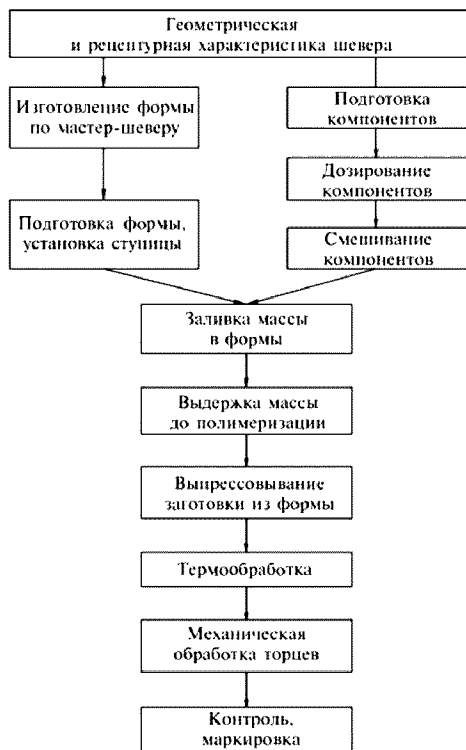 Геометрическая
и рецептурная характеристика шевера
Изготовление формы
по мастер-шеверу
Подготовка
компонентов
Дозирование
компонентов
Подготовка формы,
установка ступицы
Смешивание
компонентов
Заливка массы
в формы
Выдержка массы
до полимеризации
Выпрессовывание
заготовки из формы
Термообработка
Механическая
обработка торцев
Контроль,
маркировка